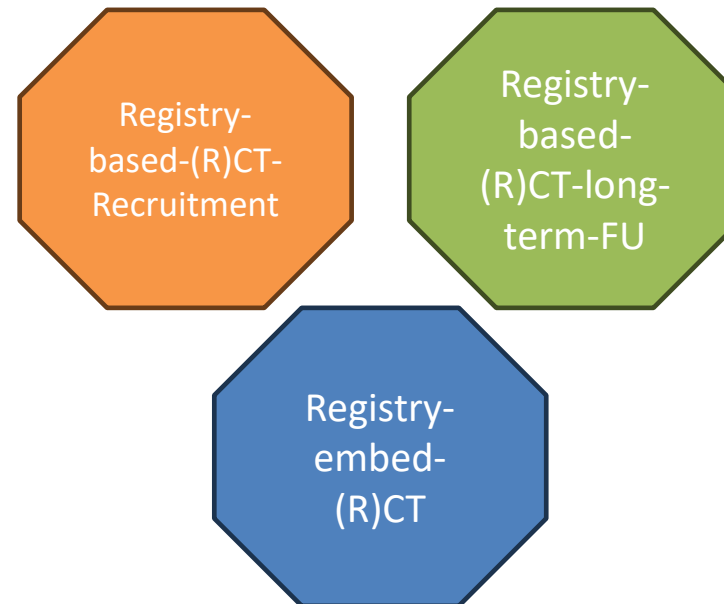 Registry-
based-(R)CT-
Recruitment
Registry-
based-
(R)CT-long-
term-FU
Registry-
embed-
(R)CT